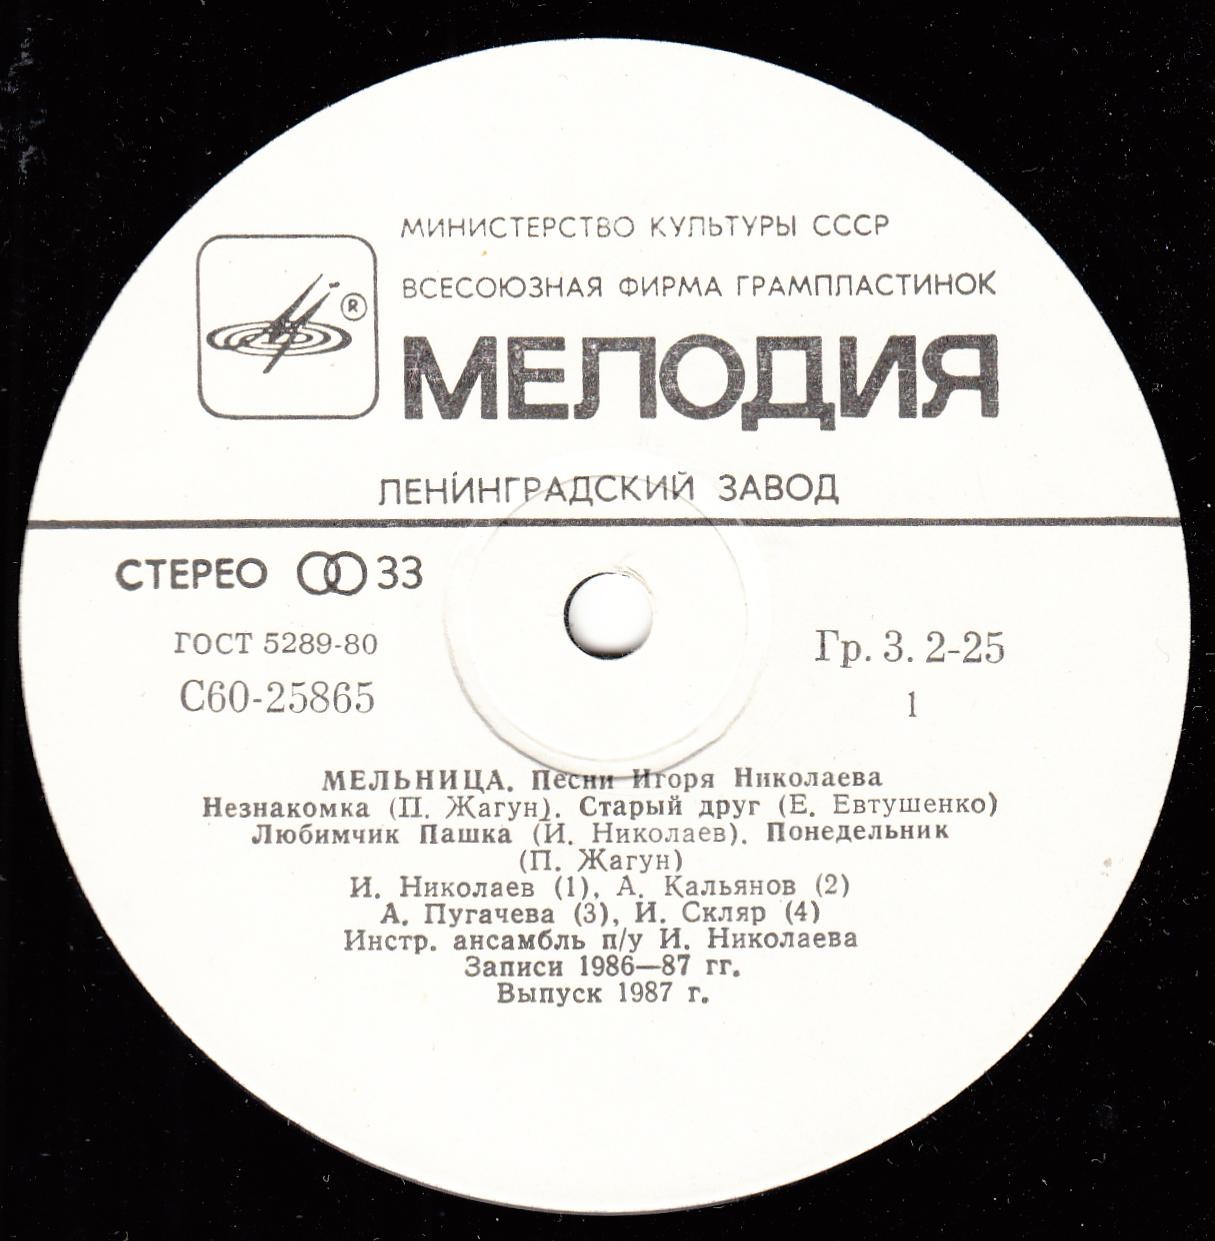 МИНИСТЕРСТВО КУЛЬТУРЫ СССР
ВСЕСОЮЗНАЯ ФИРМА ГРАМПЛАСТИНОК
®
МЕЛОДИЯ
ЛЕНИНГРАДСКИЙ ЗАВОД
СТЕРЕО 33
ГОСТ 5289-80
Гр. 3. 2-25
С60-25865
1
МЕЛЬНИЦА. Песни Игоря Николаева
Незнакомка (П. Жагун). Старый друг (Е. Евтушенко)
Любимчик Пашка (И. Николаев). Понедельник
(П. Жагун)
И. Николаев (1), А. Кальянов (2)
А. Пугачева (3), И. Скляр (4)
Инстр. ансамбль п/у И. Николаева
Записи 1986—87 гг.
Выпуск 1987 г.